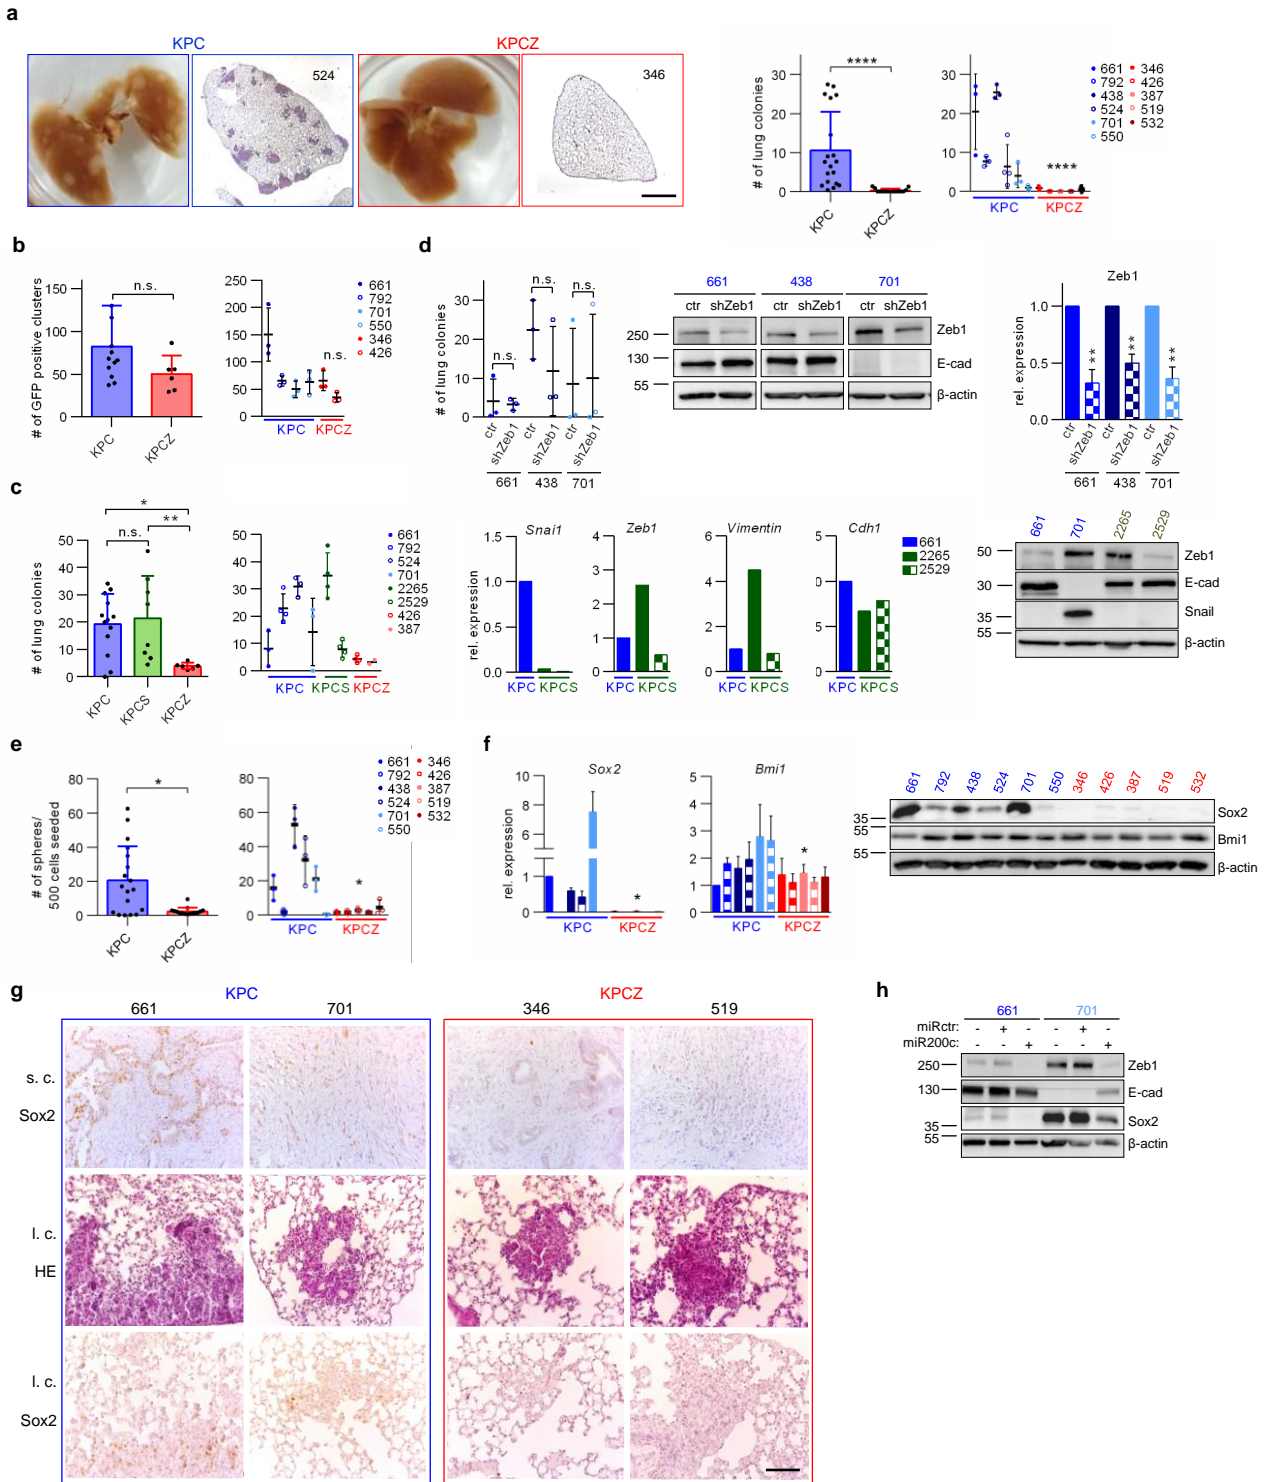 a
KPC
KPCZ
524
346
# of lung colonies
30
20
10
0
****
KPC
KPCZ
# of lung colonies
30
20
10
0
****
KPC
KPCZ
661
792
438
524
701
550
346
426
387
519
532
b
# of GFP positive clusters
150
100
50
0
n.s.
KPC
KPCZ
250
200
150
100
50
0
n.s.
KPC
KPCZ
661
792
701
550
346
426
d
# of lung colonies
30
20
10
0
n.s.
n.s.
n.s.
ctr
shZeb1
ctr
shZeb1
ctr
shZeb1
661
438
701
661
438
701
ctr shZeb1
ctr shZeb1
ctr shZeb1
250
130
55
Zeb1
E-cad
β-actin
Zeb1
rel. expression
1.0
0.5
0.0
**
**
**
ctr
shZeb1
ctr
shZeb1
ctr
shZeb1
661
438
701
c
# of lung colonies
50
40
30
20
10
0
*
n.s.
**
KPC
KPCS
KPCZ
50
40
30
20
10
0
KPC
KPCS
KPCZ
661
792
524
701
2265
2529
426
387
Snai1
rel. expression
1.5
1.0
0.5
0.0
KPC
KPCS
Zeb1
4
3
2
1
0
KPC
KPCS
Vimentin
6
4
2
0
KPC
KPCS
Cdh1
5
0
5
0
KPC
KPCS
661
2265
2529
661
701
2265
2529
50
30
35
55
Zeb1
E-cad
Snail
β-actin
e
# of spheres/
500 cells seeded
80
60
40
20
0
*
KPC
KPCZ
80
60
40
20
0
*
KPC
KPCZ
661
792
438
524
701
550
346
426
387
519
532
f
Sox2
rel. expression
10
8
6
1
0
*
KPC
KPCZ
Bmi1
5
4
3
2
1
0
*
KPC
KPCZ
661
792
438
524
701
550
346
426
387
519
532
35
55
55
Sox2
Bmi1
β-actin
g
KPC
KPCZ
661
701
346
519
s. c.
Sox2
l. c.
HE
l. c.
Sox2
h
661
701
miRctr: - + - - + -
miR200c: - - + - - +
250
130
35
55
Zeb1
E-cad
Sox2
β-actin